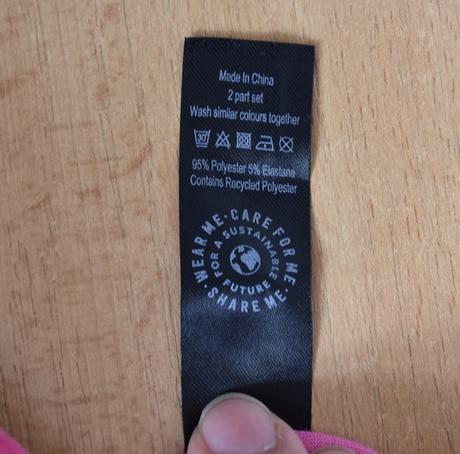 Made In China
2 part set
Wash similar colours together
30
95% Polyester 5% Elastane
Contains Recycled Polyester
WEAR ME · CARE FOR ME · SHARE ME ·
FOR A SUSTAINABLE FUTURE